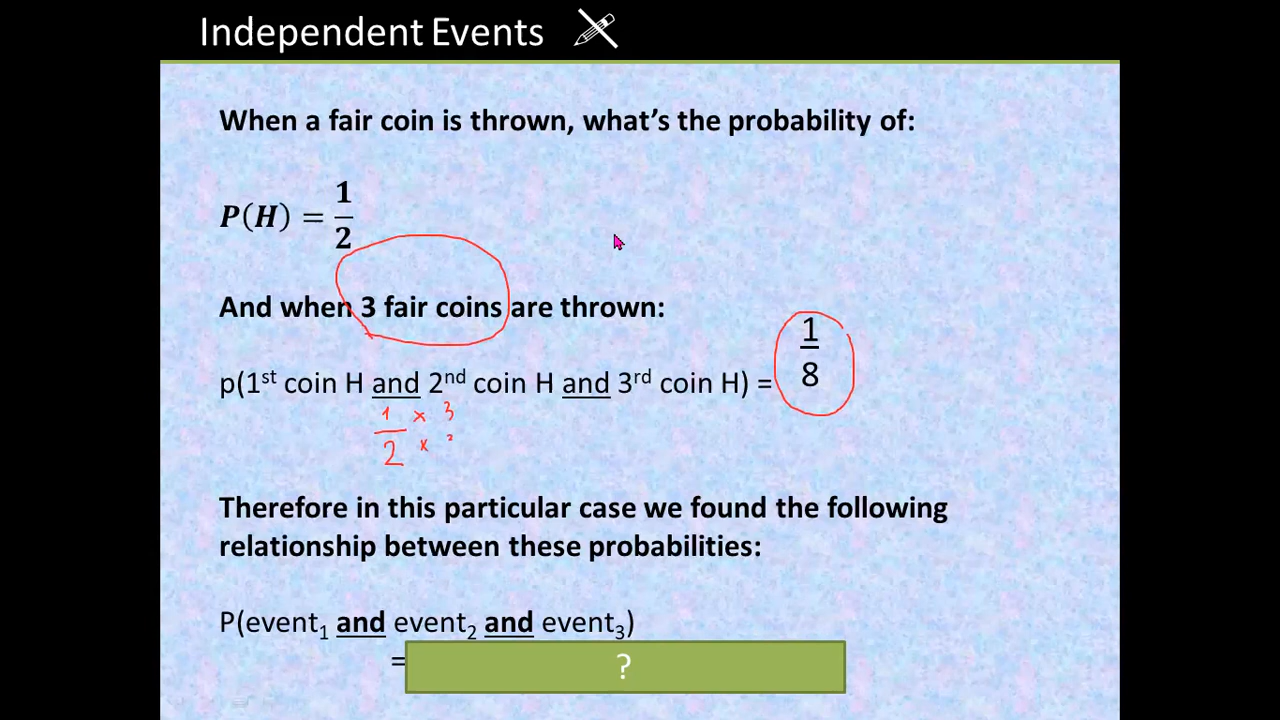 Independent Events
When a fair coin is thrown, what's the probability of:
P(H) = 1/2
And when 3 fair coins are thrown:
p(1st coin H and 2nd coin H and 3rd coin H) = 1/8
1 × 3
2 ×
Therefore in this particular case we found the following
relationship between these probabilities:
P(event₁ and event₂ and event₃)
= ?